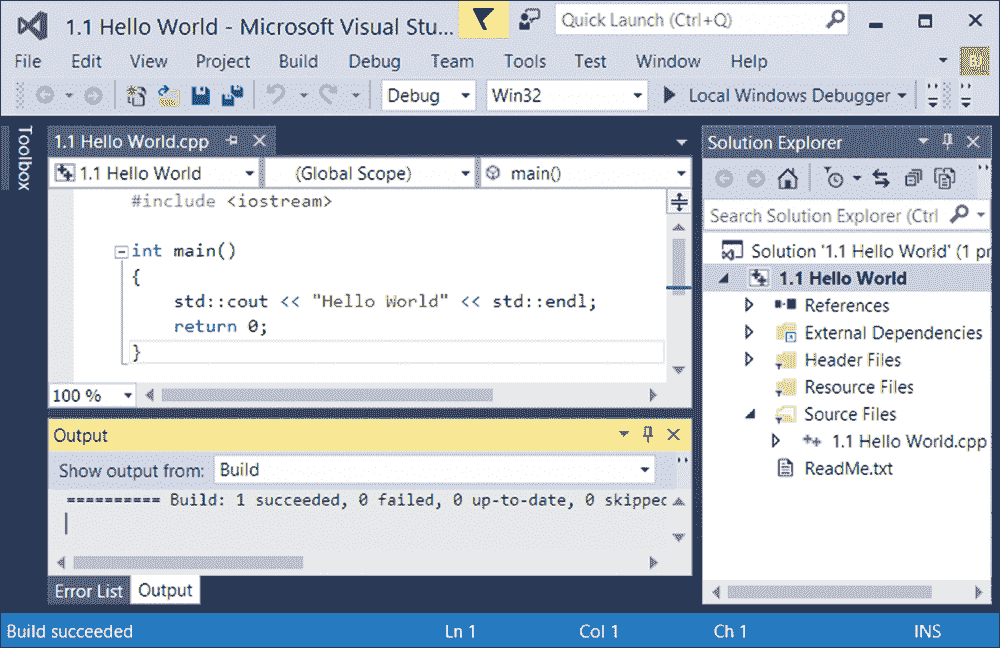 1.1 Hello World - Microsoft Visual Stu...
Quick Launch (Ctrl+Q)
File Edit View Project Build Debug Team Tools Test Window Help
Debug Win32 Local Windows Debugger
Toolbox
1.1 Hello World.cpp
1.1 Hello World (Global Scope) main()
#include <iostream>
int main()
{
std::cout << "Hello World" << std::endl;
return 0;
}
100 %
Output
Show output from: Build
========== Build: 1 succeeded, 0 failed, 0 up-to-date, 0 skipped
Error List Output
Solution Explorer
Search Solution Explorer (Ctrl
Solution '1.1 Hello World' (1 pr
1.1 Hello World
References
External Dependencies
Header Files
Resource Files
Source Files
1.1 Hello World.cpp
ReadMe.txt
Build succeeded Ln 1 Col 1 Ch 1 INS